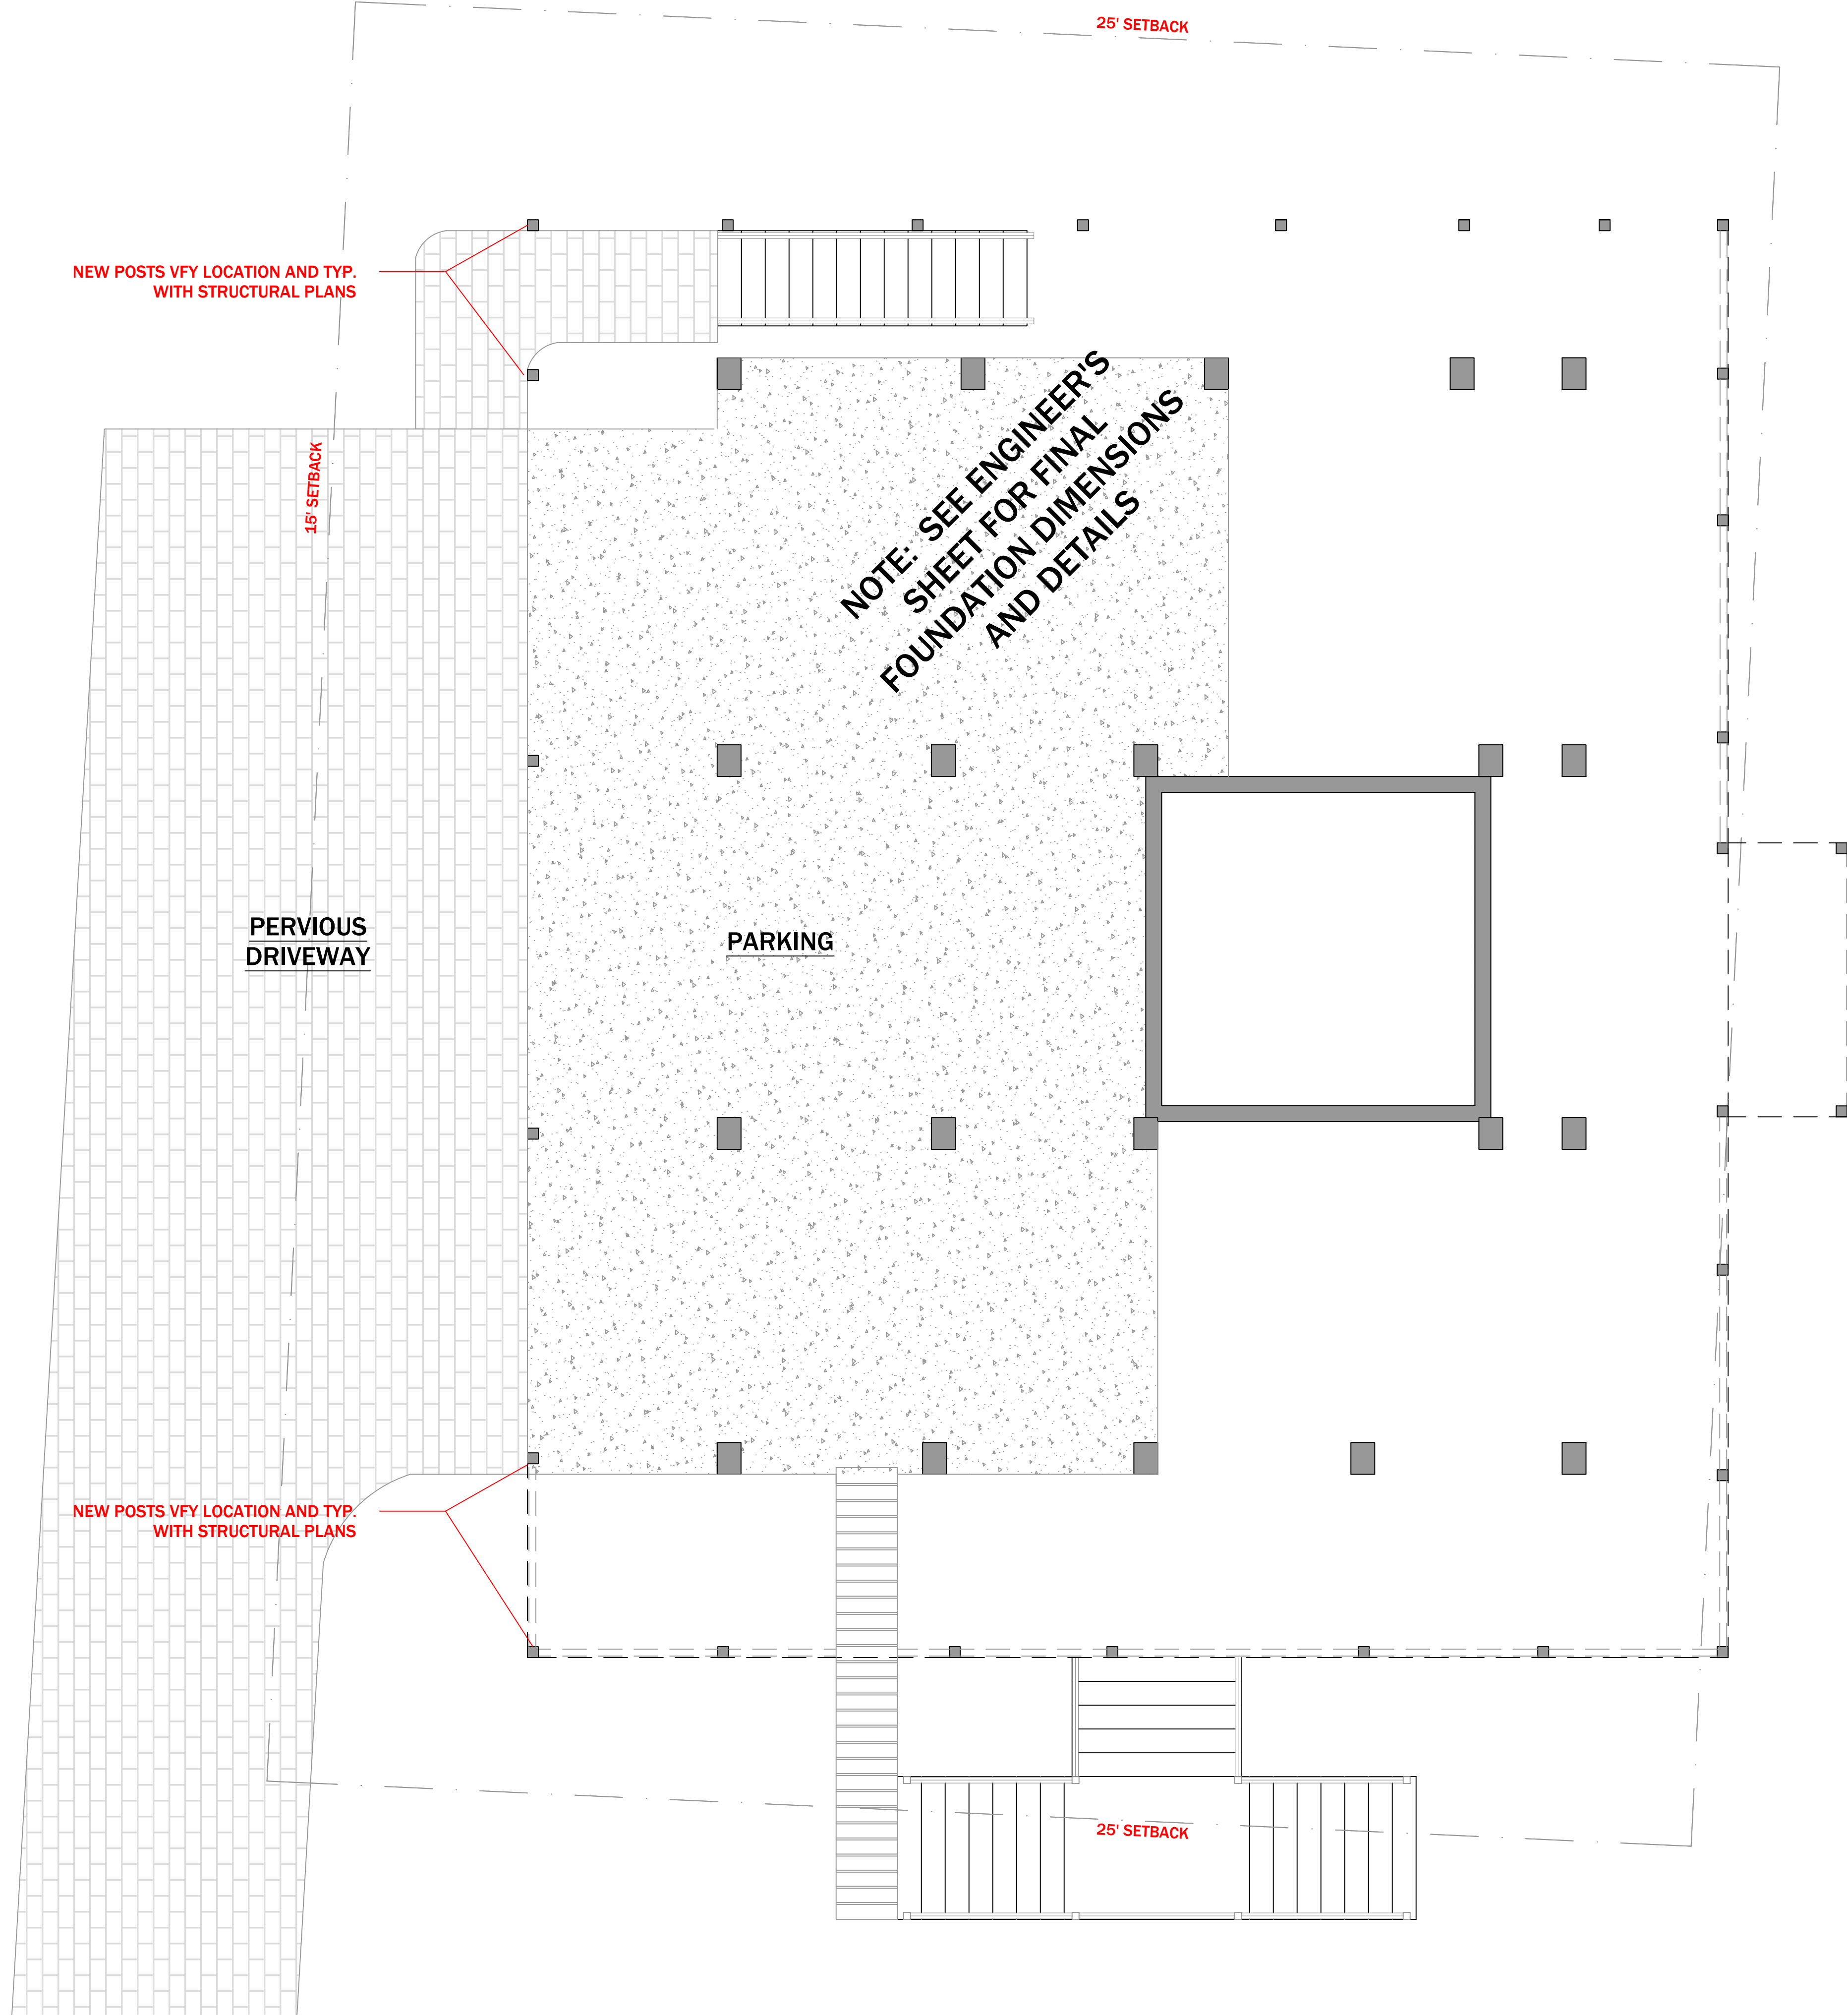 25' SETBACK
NEW POSTS VFY LOCATION AND TYP.
WITH STRUCTURAL PLANS
15' SETBACK
NOTE:  SEE ENGINEER'S
SHEET FOR FINAL
FOUNDATION DIMENSIONS
AND DETAILS
PERVIOUS
DRIVEWAY
PARKING
NEW POSTS VFY LOCATION AND TYP.
WITH STRUCTURAL PLANS
25' SETBACK